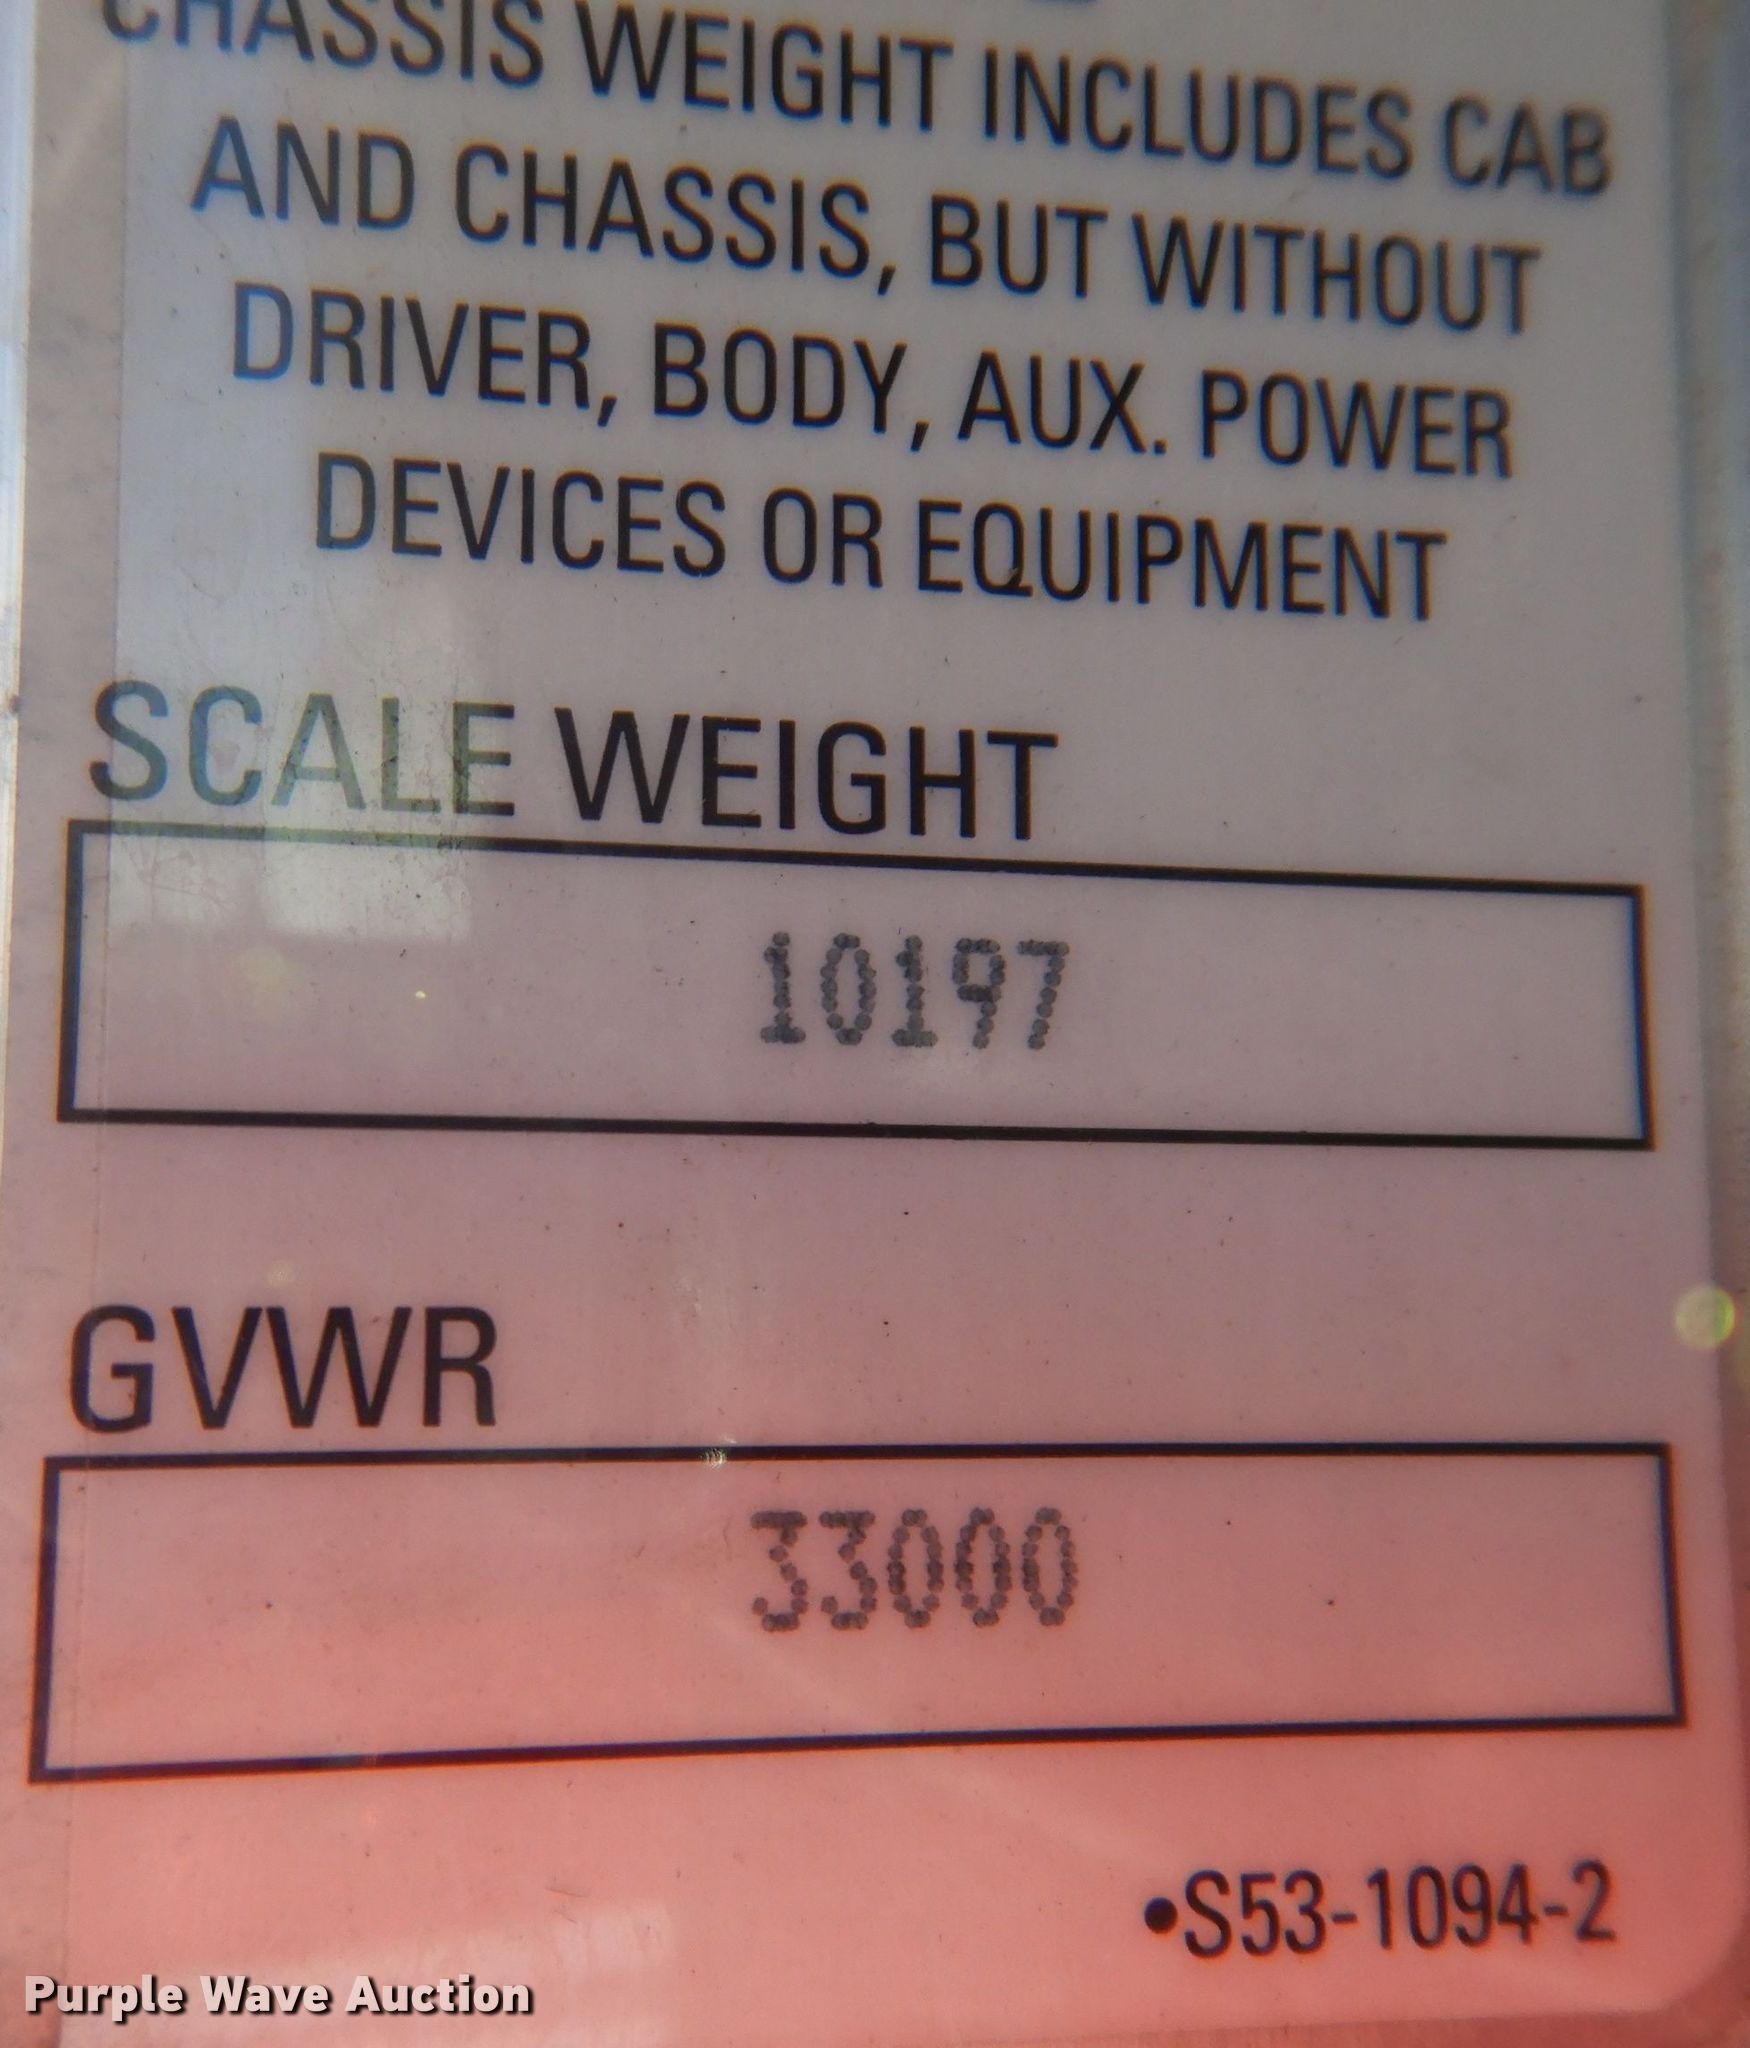 CHASSIS WEIGHT INCLUDES CAB
AND CHASSIS, BUT WITHOUT
DRIVER, BODY, AUX. POWER
DEVICES OR EQUIPMENT
SCALE WEIGHT
10197
GVWR
33000
•S53-1094-2
Purple Wave Auction